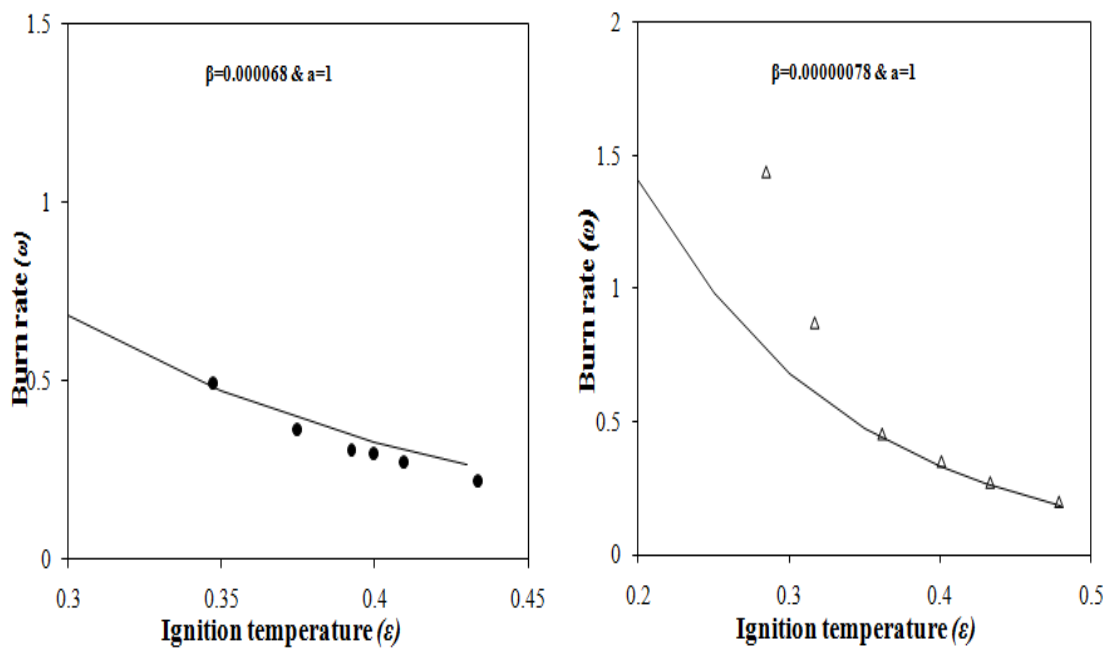 1.5
β=0.000068 & a=1
1
0.5
0
Burn rate (ω)
0.3 0.35 0.4 0.45
Ignition temperature (ε)
2
β=0.00000078 & a=1
1.5
1
0.5
0
Burn rate (ω)
0.2 0.3 0.4 0.5
Ignition temperature (ε)